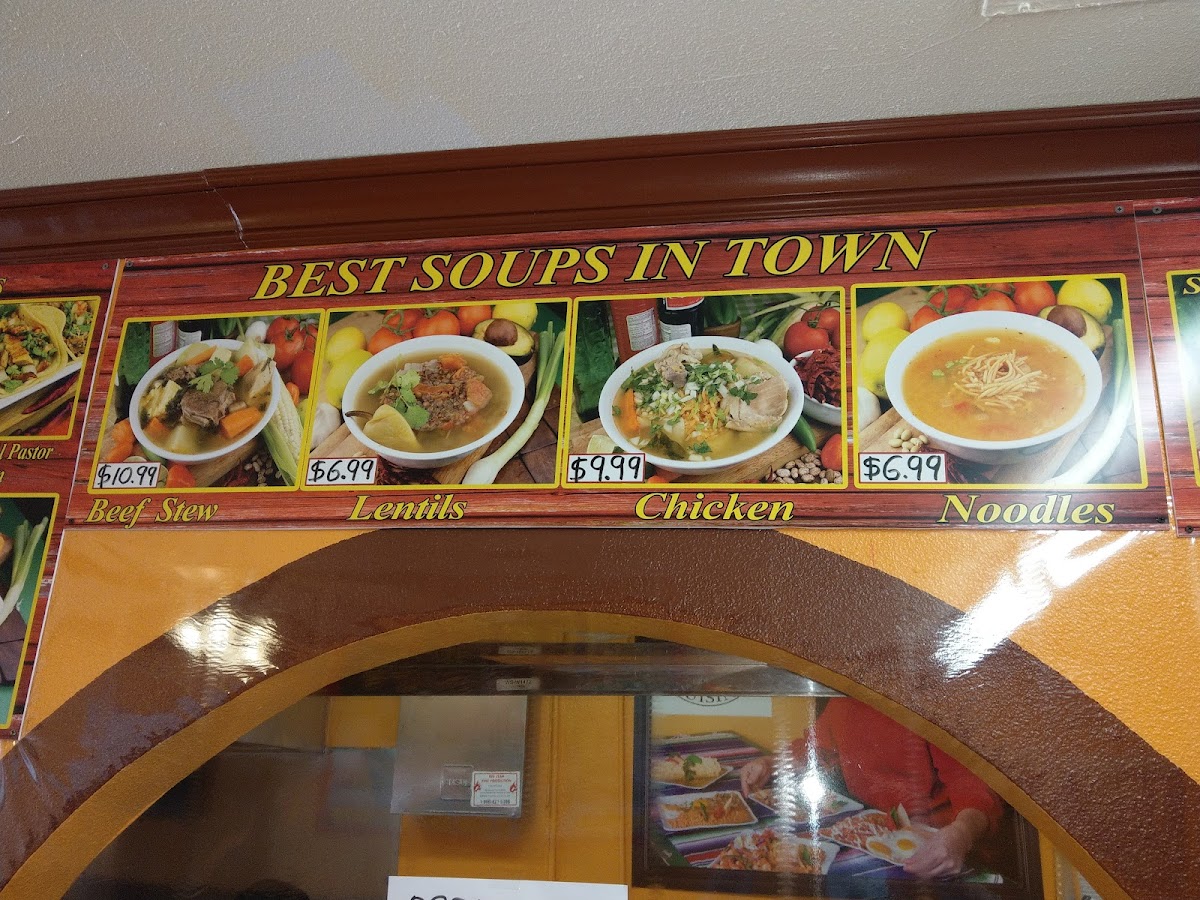 BEST SOUPS IN TOWN
$10.99
$6.99
$9.99
$6.99
Beef Stew
Lentils
Chicken
Noodles
Pastor